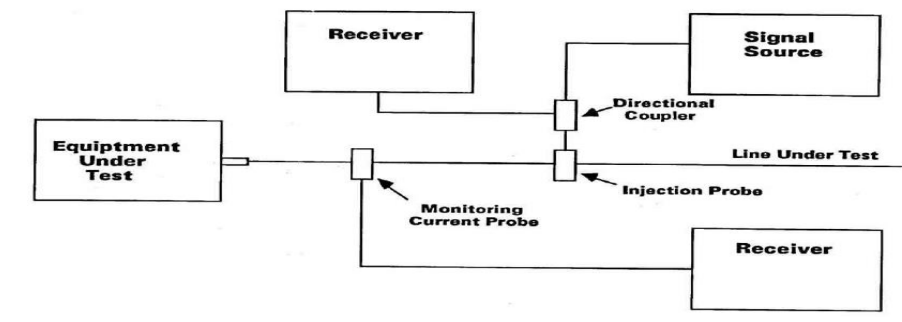 Receiver
Signal
Source
Directional
Coupler
Equiptment
Under
Test
Line Under Test
Injection Probe
Monitoring
Current Probe
Receiver